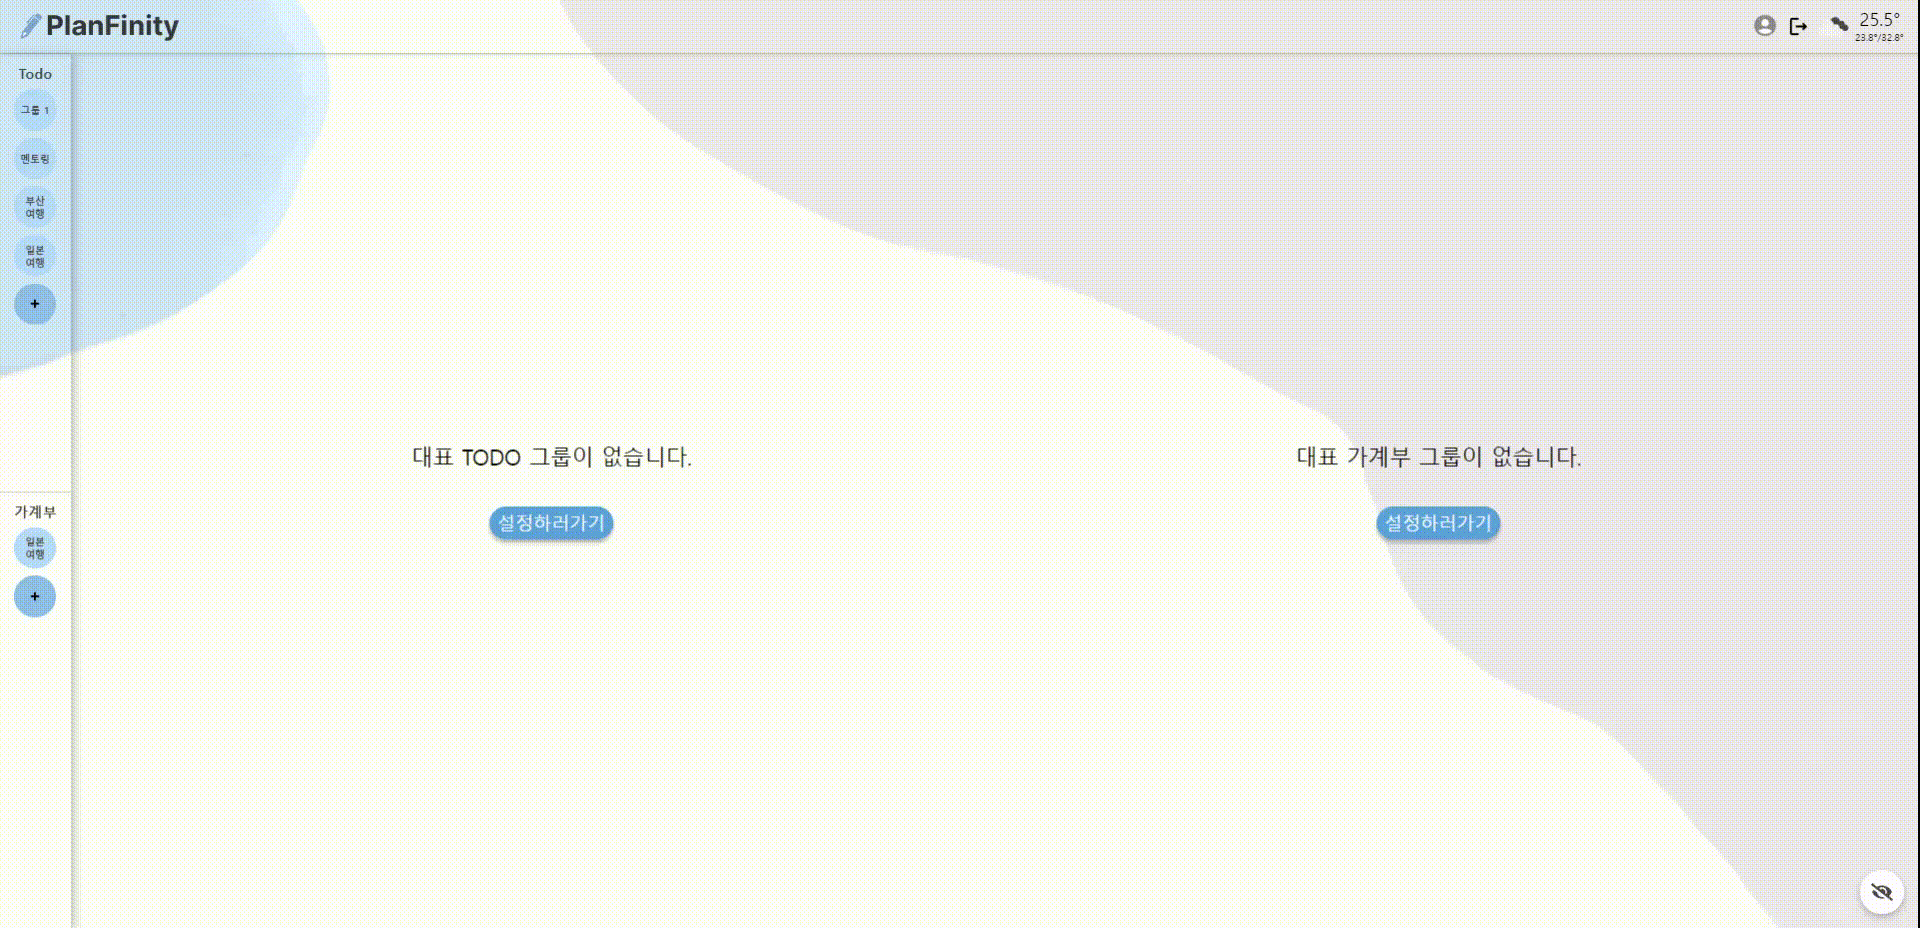 PlanFinity
25.5°
23.8°/32.8°
Todo
그룹 1
멘토링
부산
여행
일본
여행
+
대표 TODO 그룹이 없습니다.
설정하러가기
대표 가계부 그룹이 없습니다.
설정하러가기
가계부
일본
여행
+